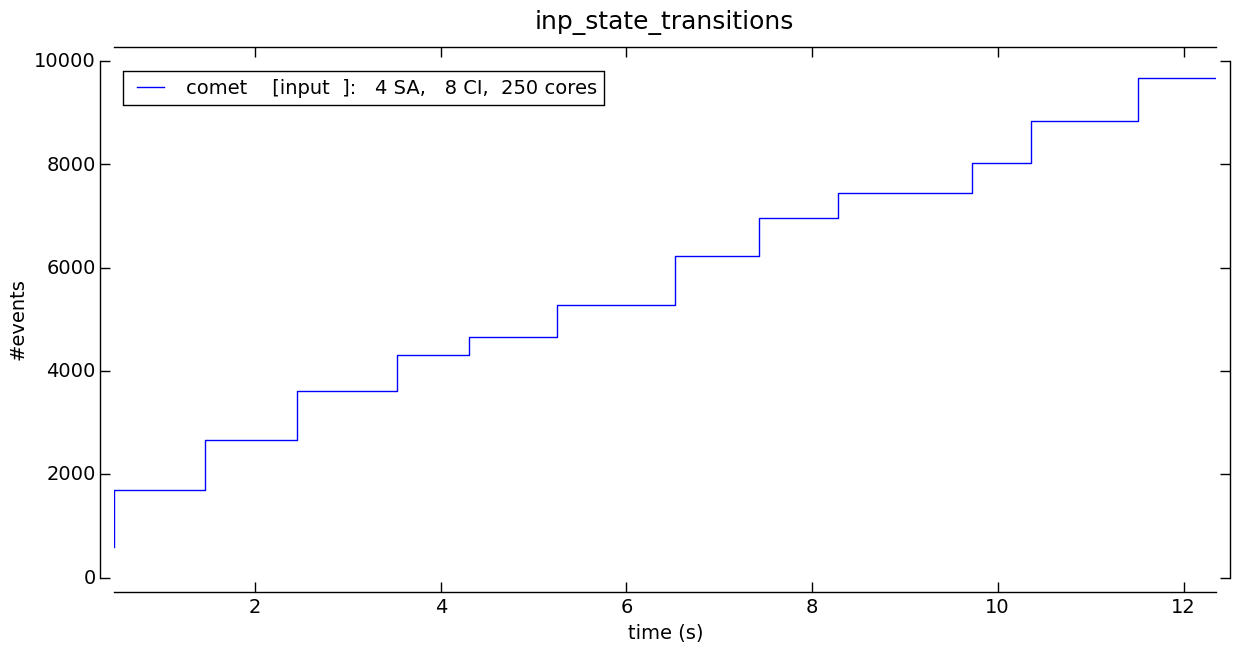 inp_state_transitions
10000
comet [input ]: 4 SA, 8 CI, 250 cores
8000
6000
#events
4000
2000
0
2 4 6 8 10 12
time (s)